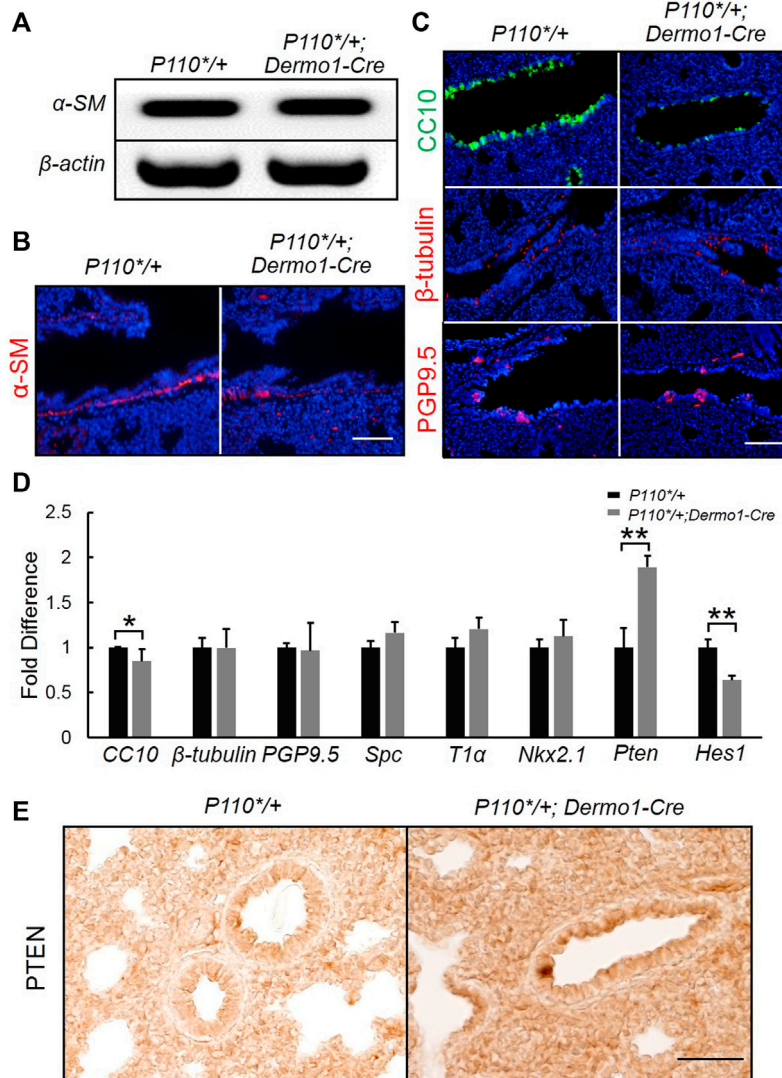 A
P110*/+
P110*/+;
Dermo1-Cre
α-SM
β-actin
B
P110*/+
P110*/+;
Dermo1-Cre
α-SM
C
P110*/+
P110*/+;
Dermo1-Cre
CC10
β-tubulin
PGP9.5
D
P110*/+
P110*/+;Dermo1-Cre
Fold Difference
2.5
2
1.5
1
0.5
0
*
**
**
CC10 β-tubulin PGP9.5 Spc T1α Nkx2.1 Pten Hes1
E
P110*/+
P110*/+; Dermo1-Cre
PTEN